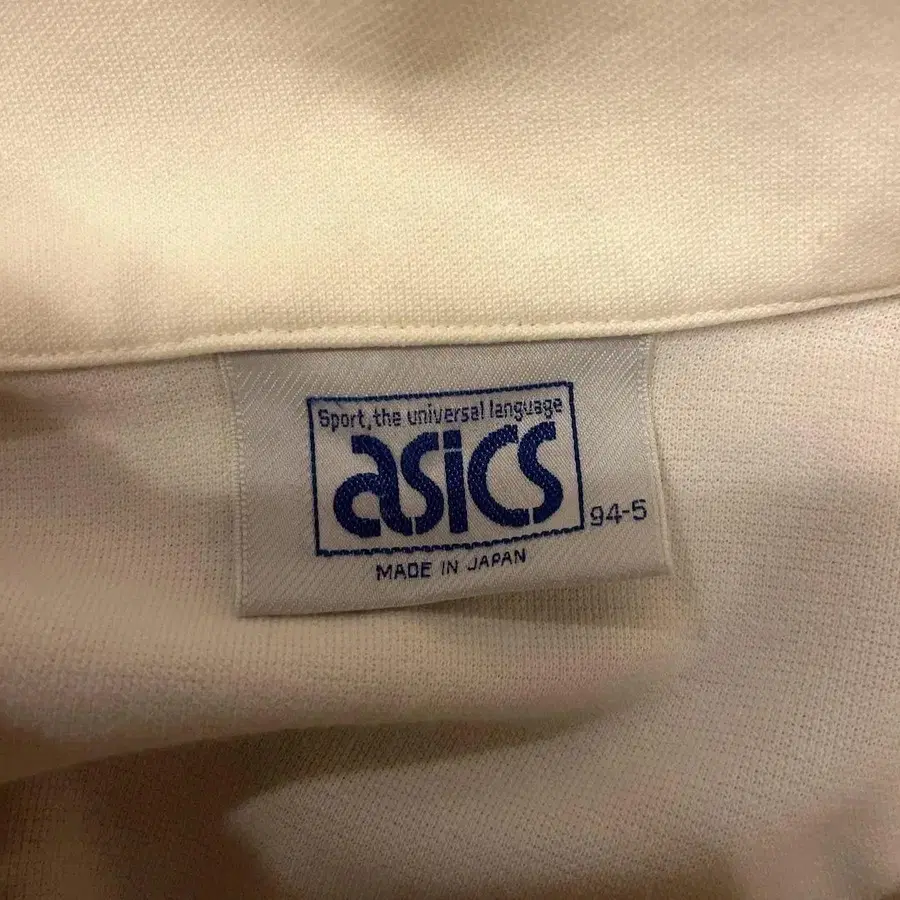 Sport,the universal language
asics
94-5
MADE IN JAPAN